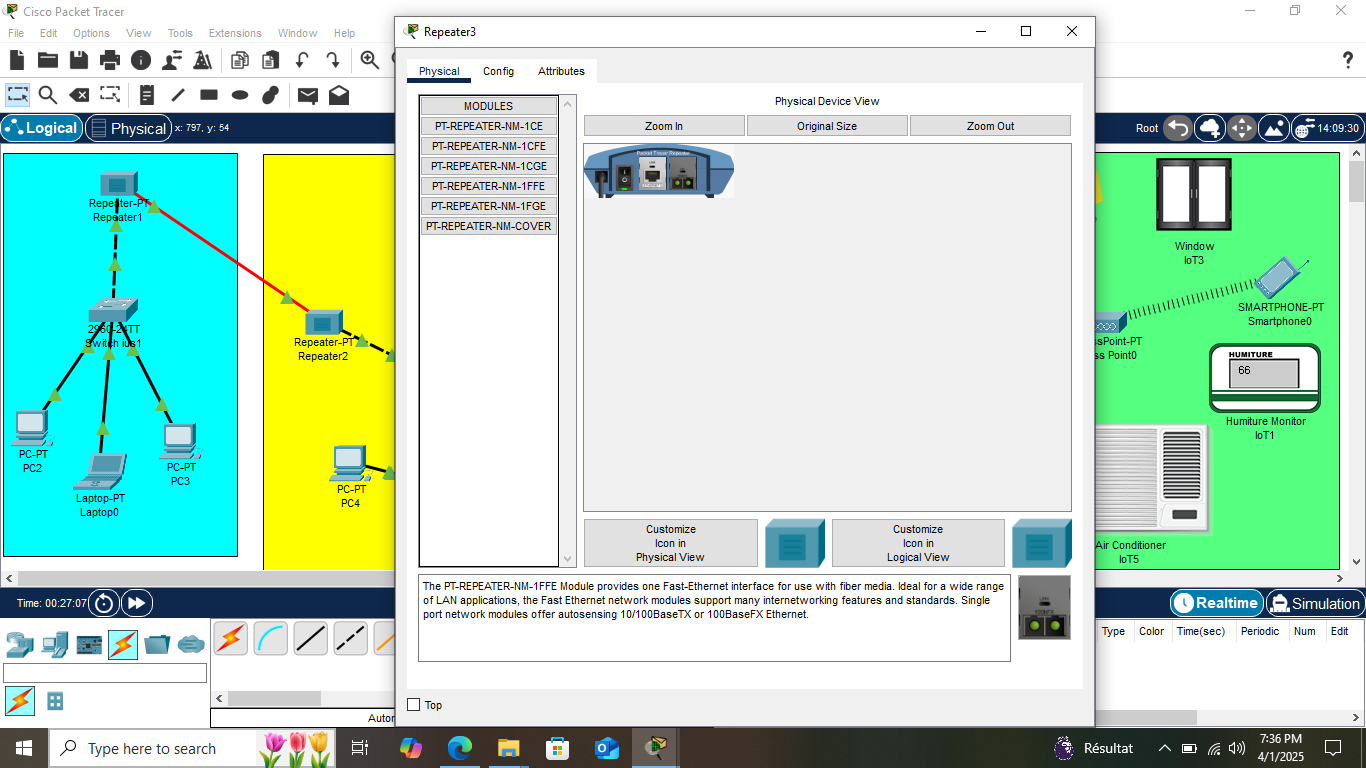 Cisco Packet Tracer
File Edit Options View Tools Extensions Window Help
Logical
Physical
x: 797, y: 54
Root
14:09:30
Repeater-PT
Repeater1
2960-24TT
Switch ius1
PC-PT
PC2
Laptop-PT
Laptop0
PC-PT
PC3
Repeater-PT
Repeater2
PC-PT
PC4
Repeater3
Physical Config Attributes
MODULES
PT-REPEATER-NM-1CE
PT-REPEATER-NM-1CFE
PT-REPEATER-NM-1CGE
PT-REPEATER-NM-1FFE
PT-REPEATER-NM-1FGE
PT-REPEATER-NM-COVER
Physical Device View
Zoom In
Original Size
Zoom Out
Packet Tracer Repeater
Customize
Icon in
Physical View
Customize
Icon in
Logical View
The PT-REPEATER-NM-1FFE Module provides one Fast-Ethernet interface for use with fiber media. Ideal for a wide range
of LAN applications, the Fast Ethernet network modules support many internetworking features and standards. Single
port network modules offer autosensing 10/100BaseTX or 100BaseFX Ethernet.
LAN
100BFX
Top
Window
IoT3
SMARTPHONE-PT
Smartphone0
ssPoint-PT
ss Point0
HUMITURE
66
Humiture Monitor
IoT1
Air Conditioner
IoT5
Time: 00:27:07
Realtime
Simulation
Type Color Time(sec) Periodic Num Edit
Autor
Type here to search
Résultat
7:36 PM
4/1/2025